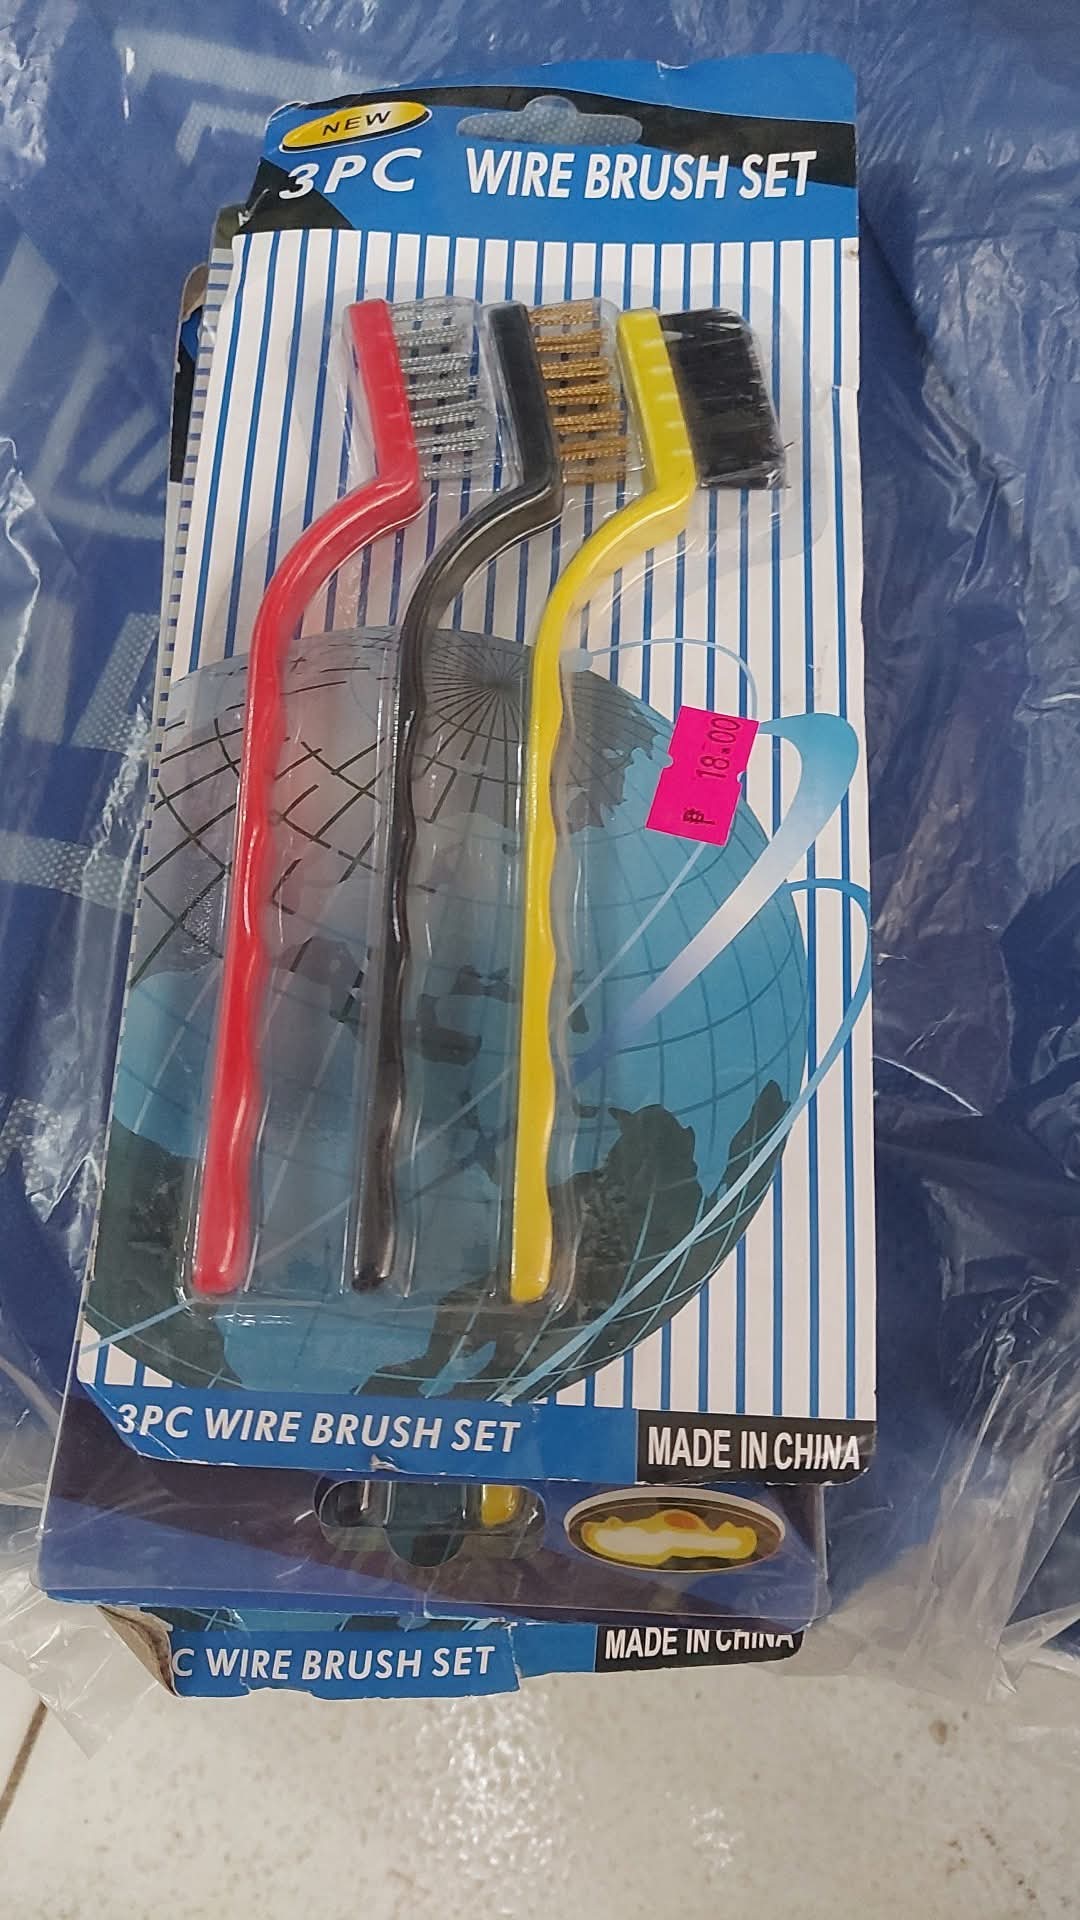 NEW
3PC WIRE BRUSH SET
₱ 18.00
3PC WIRE BRUSH SET
MADE IN CHINA
C WIRE BRUSH SET
MADE IN CHINA